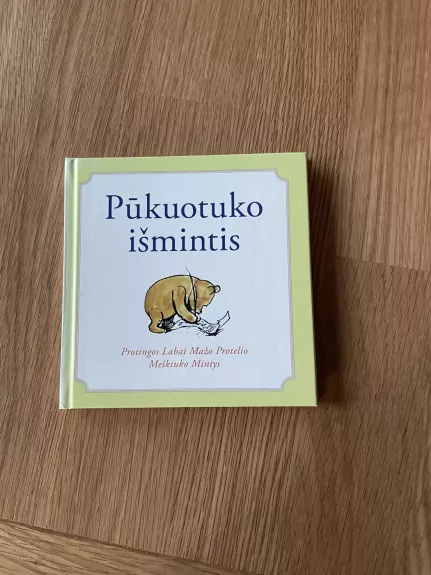 Pūkuotuko
išmintis
Protingos Labai Mažo Protelio
Meškiuko Mintys